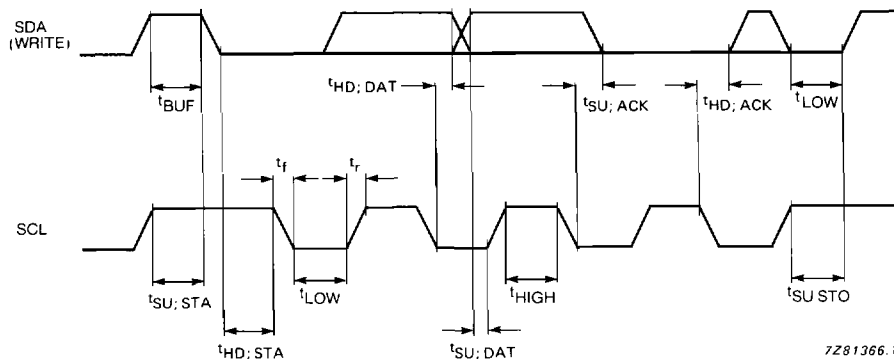 SDA
(WRITE)
tHD; DAT
tBUF
tSU; ACK
tHD; ACK
tLOW
tf
tr
SCL
tSU; STA
tLOW
tHIGH
tSU STO
tHD; STA
tSU; DAT
7Z81366.